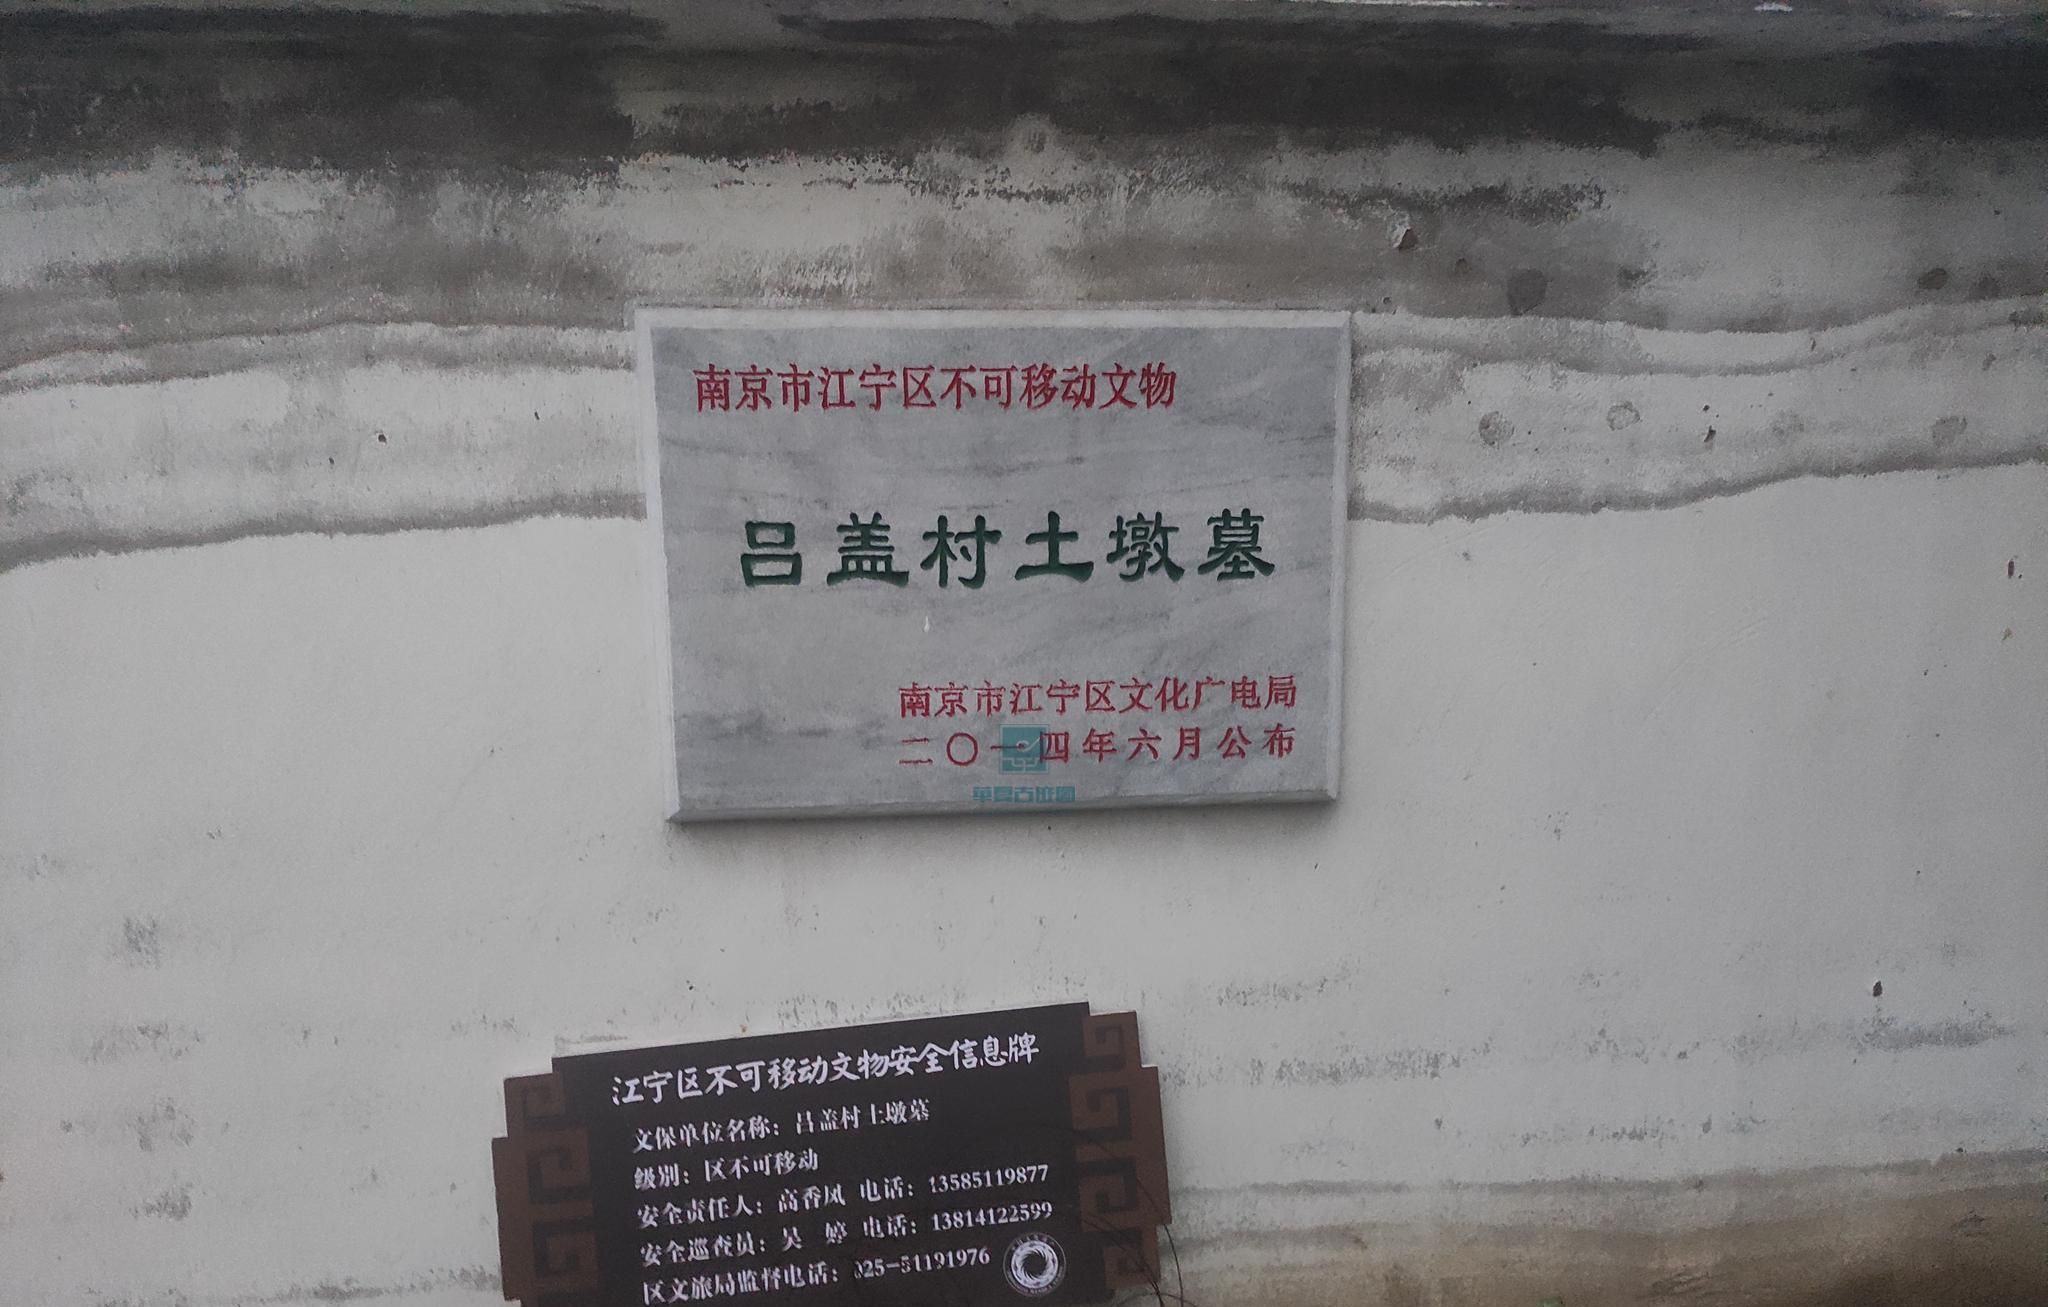 南京市江宁区不可移动文物
吕盖村土墩墓
南京市江宁区文化广电局
二〇一四年六月公布
江宁区不可移动文物安全信息牌
文保单位名称：吕盖村土墩墓
级别：区不可移动
安全责任人：高香凤 电话：13585119877
安全巡查员：吴 婷 电话：13814122599
区文旅局监督电话：025-51191976